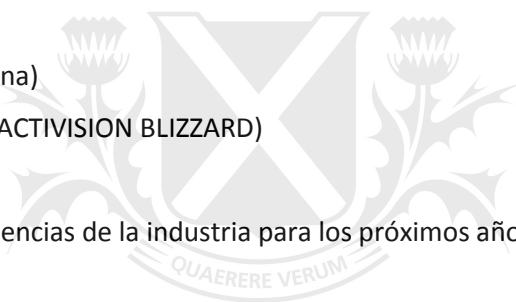 na)
ACTIVISION BLIZZARD)
encias de la industria para los próximos año
QUAERERE VERUM